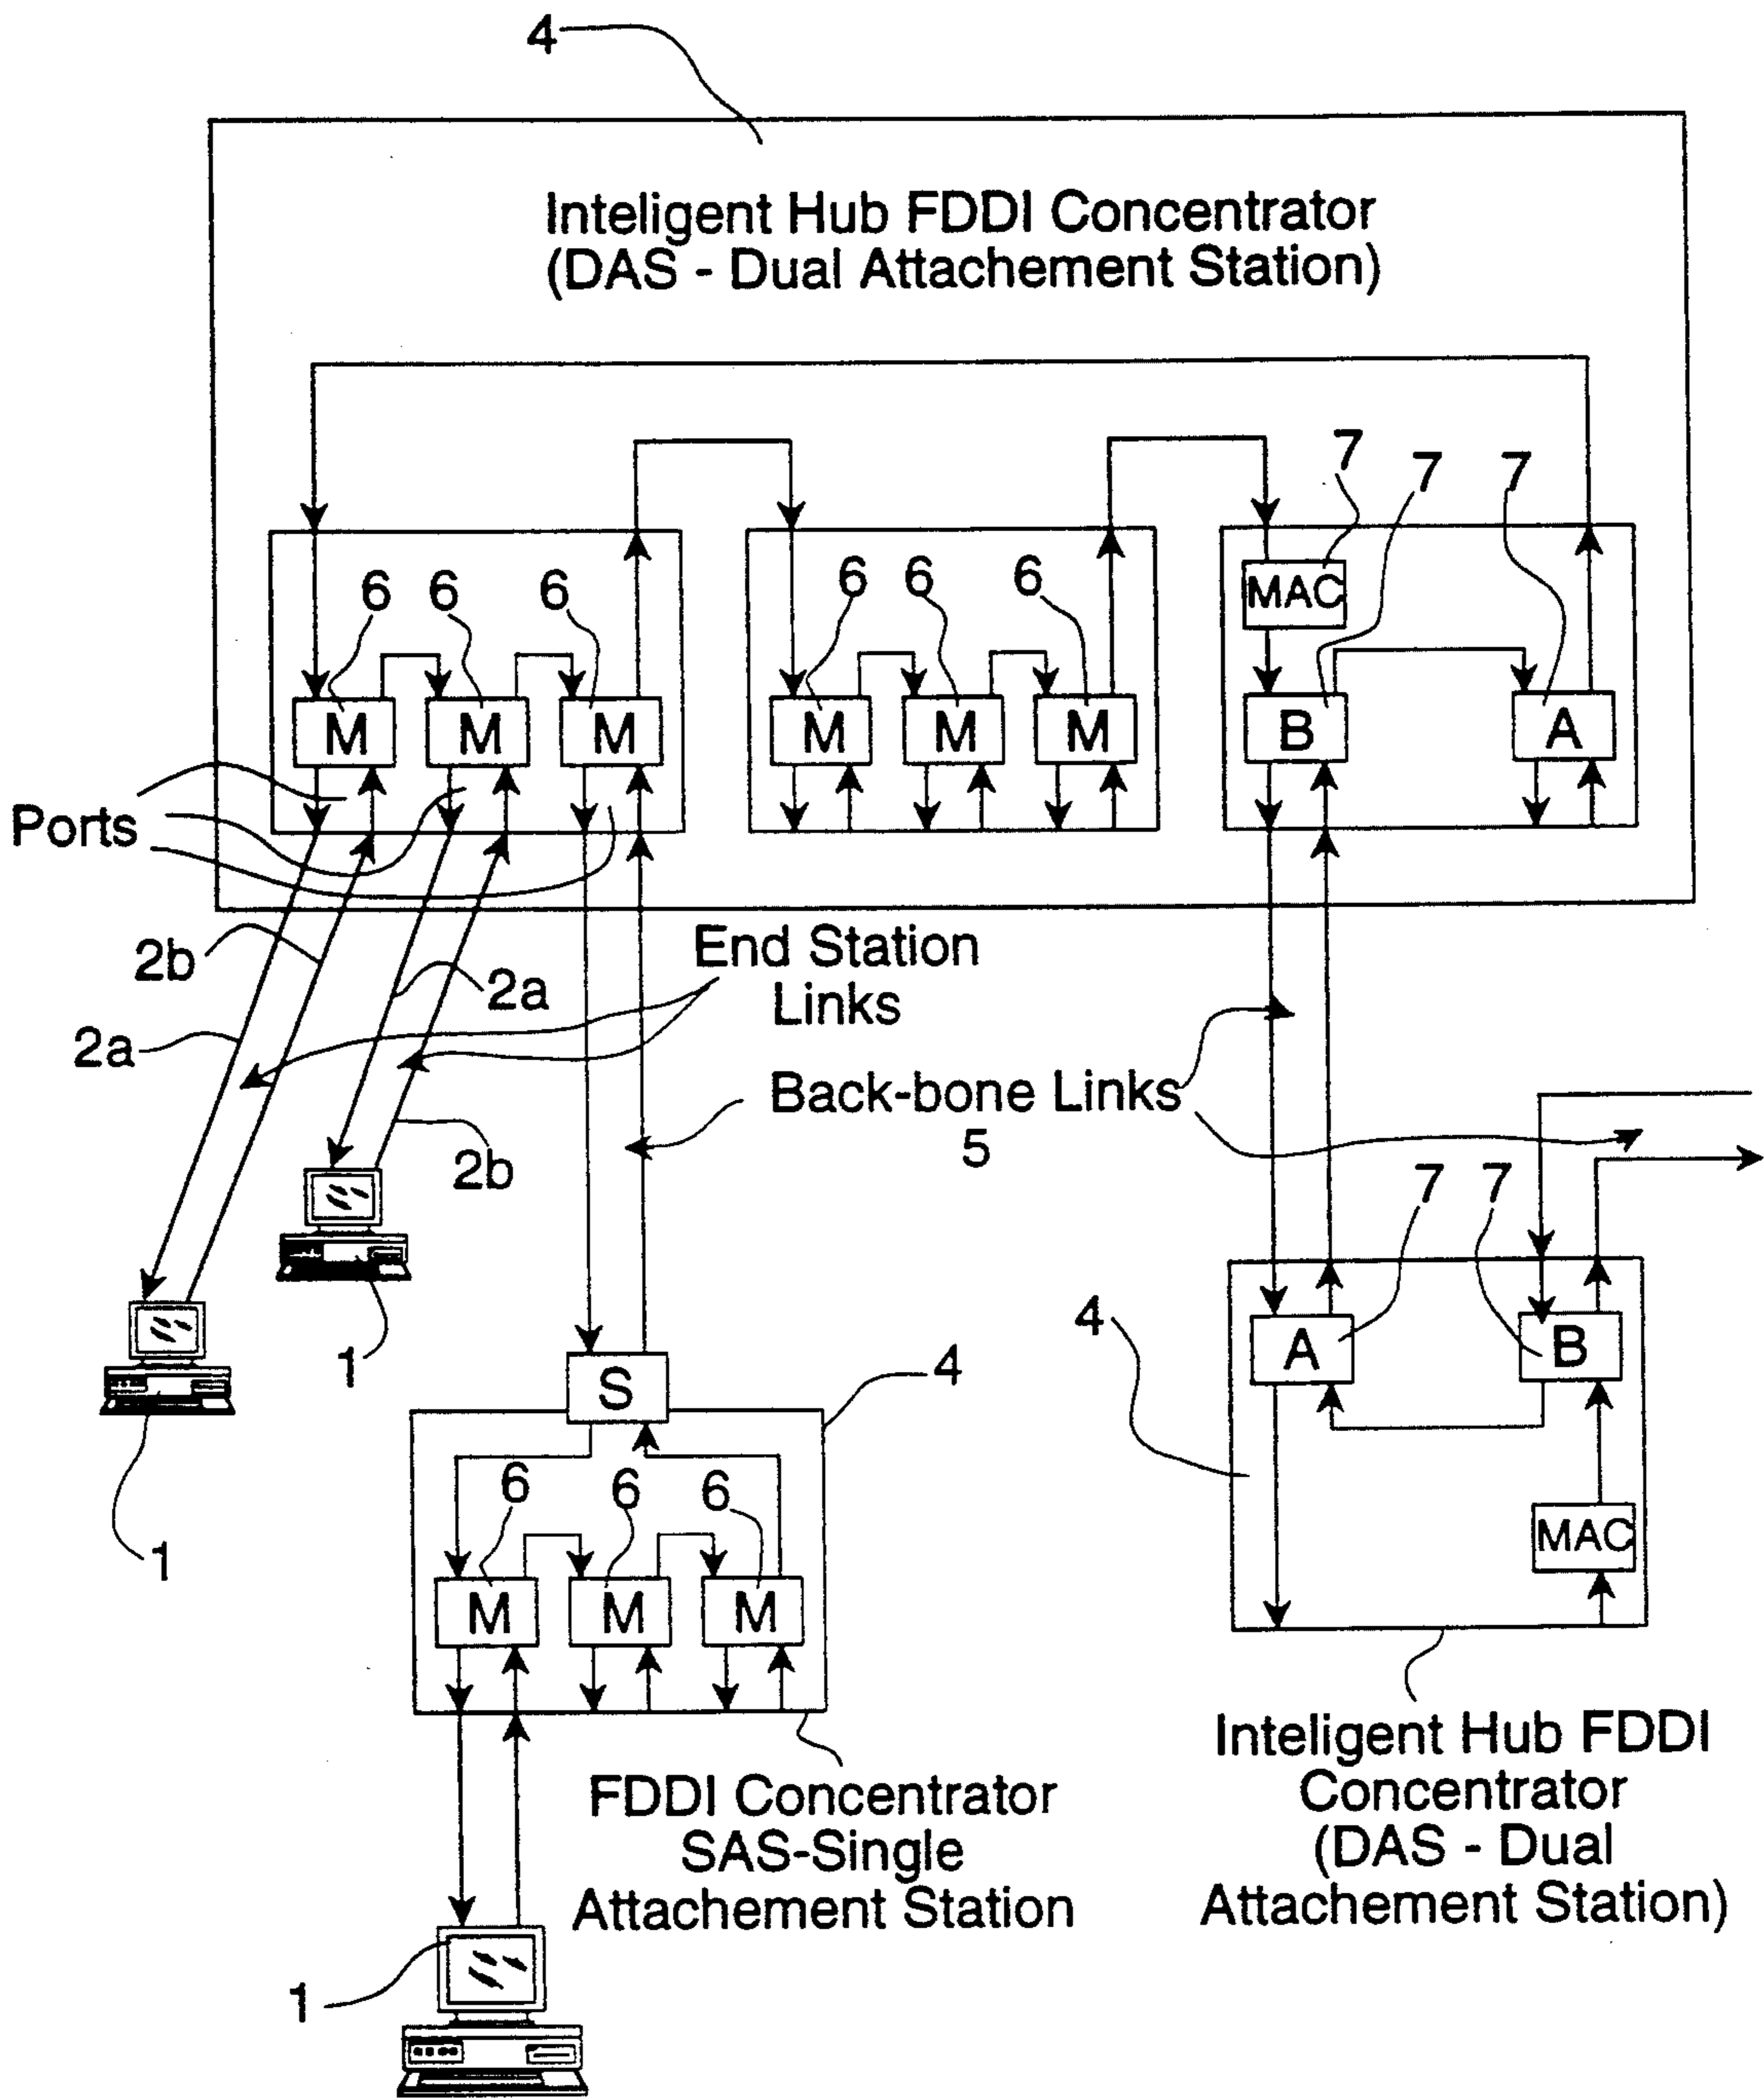 4
Inteligent Hub FDDI Concentrator
(DAS - Dual Attachement Station)
7 7 7
6 6 6 6 6 6
MAC
M M M M M M B A
Ports
2b
End Station
Links
2a
2a
Back-bone Links
5
2b
7 7
1
4
A B
S
4
6 6 6
1
MAC
M M M
Inteligent Hub FDDI
Concentrator
(DAS - Dual
Attachement Station)
FDDI Concentrator
SAS-Single
Attachement Station
1